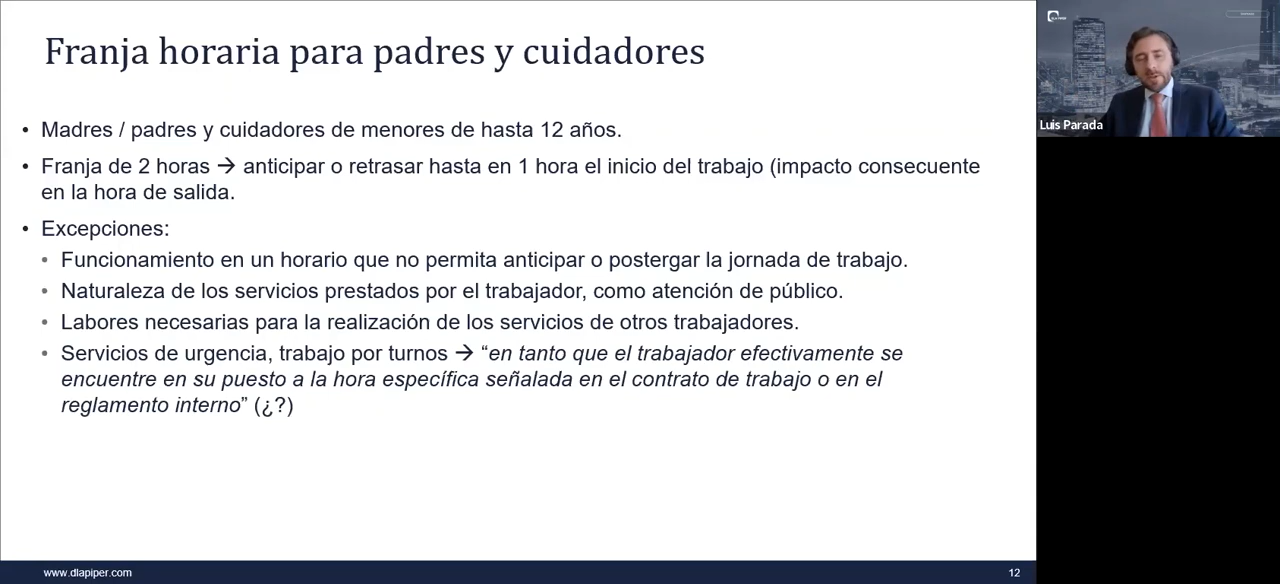 Franja horaria para padres y cuidadores
• Madres / padres y cuidadores de menores de hasta 12 años.
• Franja de 2 horas → anticipar o retrasar hasta en 1 hora el inicio del trabajo (impacto consecuente
en la hora de salida.
• Excepciones:
• Funcionamiento en un horario que no permita anticipar o postergar la jornada de trabajo.
• Naturaleza de los servicios prestados por el trabajador, como atención de público.
• Labores necesarias para la realización de los servicios de otros trabajadores.
• Servicios de urgencia, trabajo por turnos → “en tanto que el trabajador efectivamente se
encuentre en su puesto a la hora específica señalada en el contrato de trabajo o en el
reglamento interno” (¿?)
www.dlapiper.com
12
DLA PIPER
Luis Parada